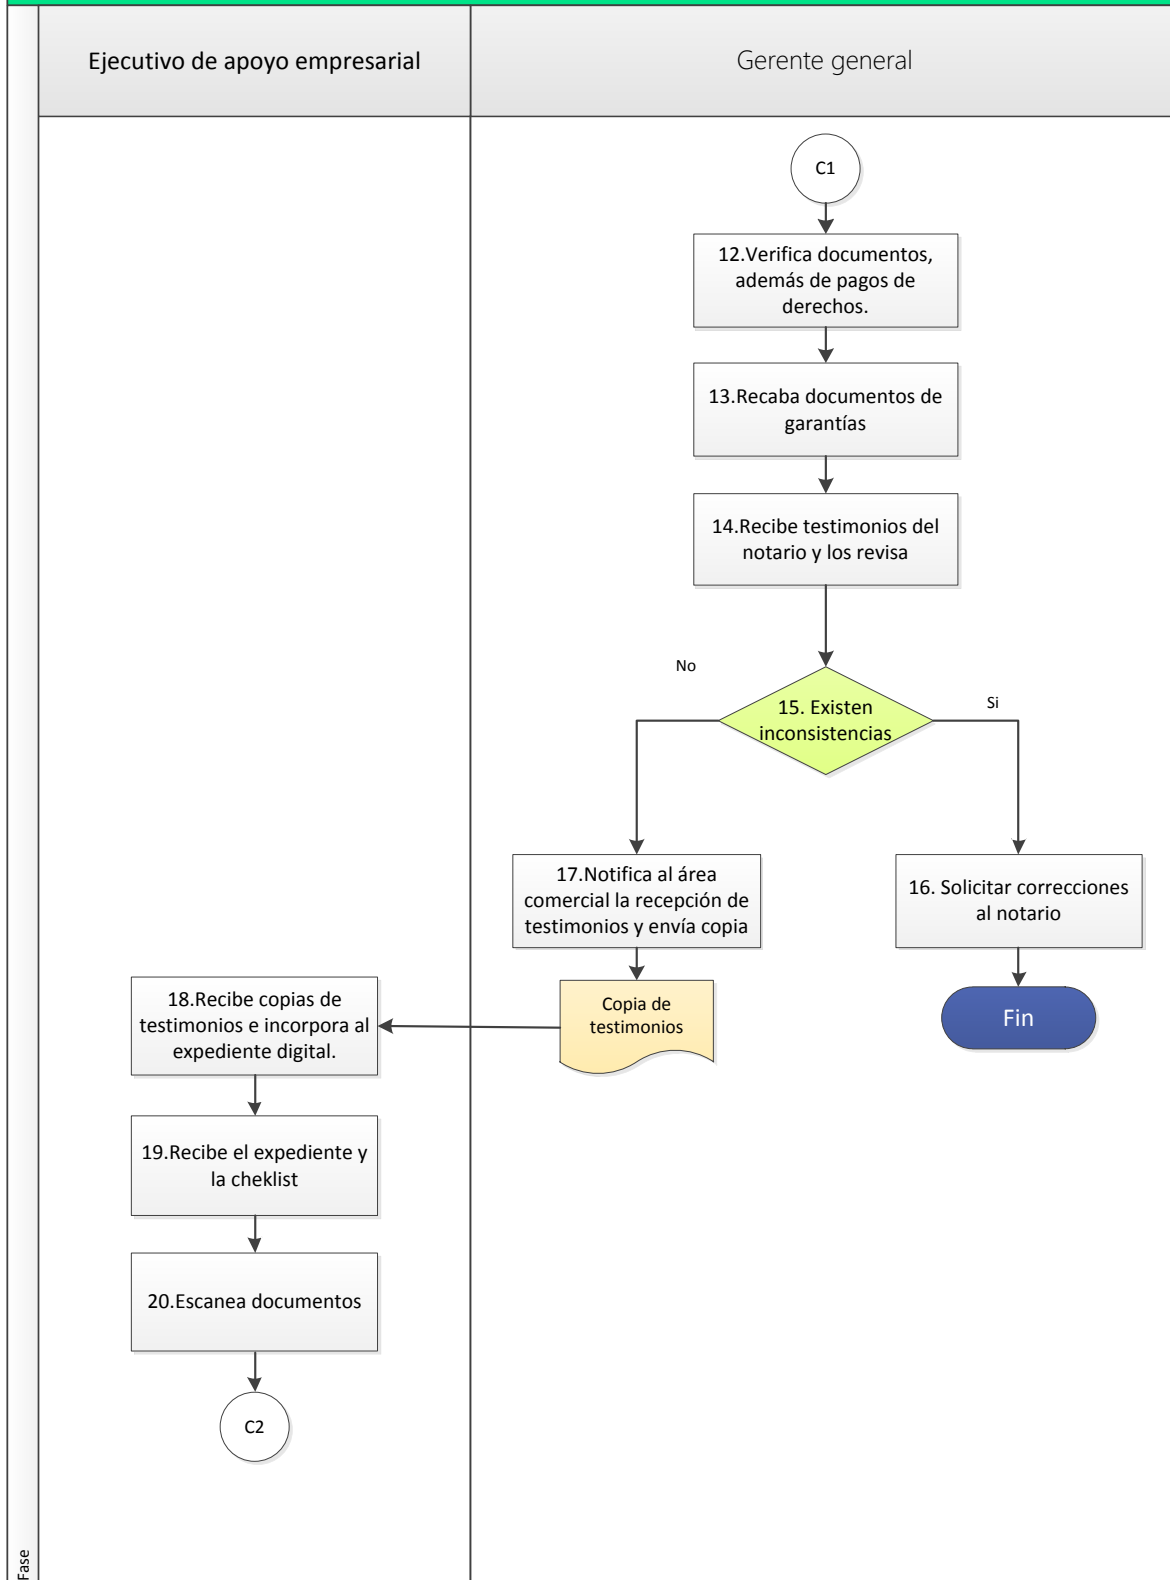 Ejecutivo de apoyo empresarial
Gerente general
C1
12.Verifica documentos,
además de pagos de
derechos.
13.Recaba documentos de
garantías
14.Recibe testimonios del
notario y los revisa
No
15. Existen
inconsistencias
Si
17.Notifica al área
comercial la recepción de
testimonios y envía copia
16. Solicitar correcciones
al notario
Copia de
testimonios
Fin
18.Recibe copias de
testimonios e incorpora al
expediente digital.
19.Recibe el expediente y
la cheklist
20.Escanea documentos
C2
Fase